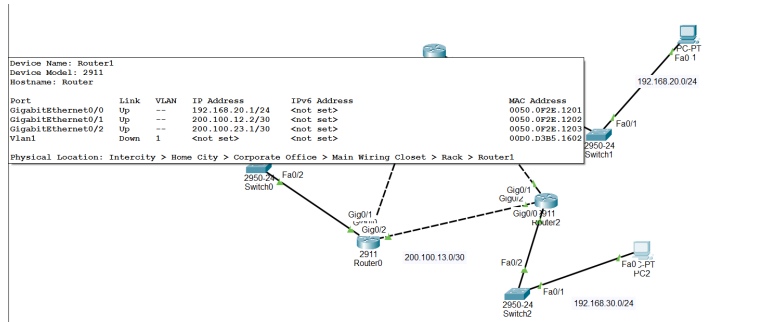 PC-PT
Fa0 1
Device Name: Router1
Device Model: 2911
Hostname: Router
192.168.20.0/24
Port Link VLAN IP Address IPv6 Address MAC Address
GigabitEthernet0/0 Up -- 192.168.20.1/24 <not set> 0050.0F2E.1201
GigabitEthernet0/1 Up -- 200.100.12.2/30 <not set> 0050.0F2E.1202
GigabitEthernet0/2 Up -- 200.100.23.1/30 <not set> 0050.0F2E.1203
Vlan1 Down 1 <not set> <not set> 00D0.D3B5.1602
Physical Location: Intercity > Home City > Corporate Office > Main Wiring Closet > Rack > Router1
Fa0/1
2950-24
Switch1
2950-24
Switch0
Fa0/2
Gig0/1
Gig0/2
Gig0/0
2911
Router2
Gig0/1
Gig0/2
2911
Router0
200.100.13.0/30
Fa0/2
Fa0
C-PT
PC2
Fa0/1
2950-24
Switch2
192.168.30.0/24